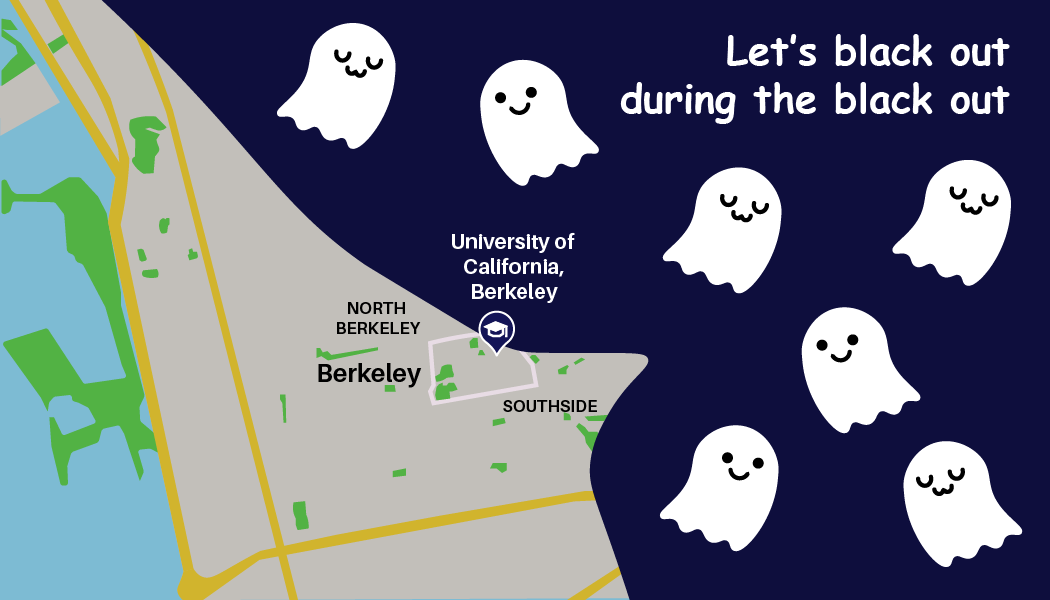 Let's black out
during the black out
University of
California,
Berkeley
NORTH
BERKELEY
Berkeley
SOUTHSIDE